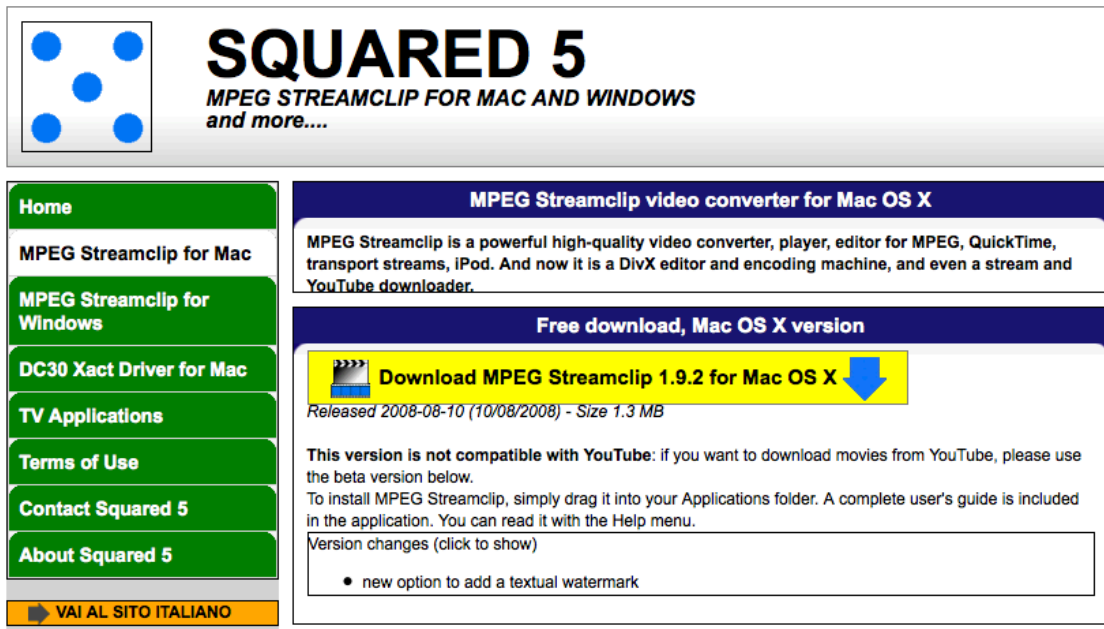 SQUARED 5
MPEG STREAMCLIP FOR MAC AND WINDOWS
and more....
Home
MPEG Streamclip for Mac
MPEG Streamclip for
Windows
DC30 Xact Driver for Mac
TV Applications
Terms of Use
Contact Squared 5
About Squared 5
VAI AL SITO ITALIANO
MPEG Streamclip video converter for Mac OS X
MPEG Streamclip is a powerful high-quality video converter, player, editor for MPEG, QuickTime,
transport streams, iPod. And now it is a DivX editor and encoding machine, and even a stream and
YouTube downloader.
Free download, Mac OS X version
Download MPEG Streamclip 1.9.2 for Mac OS X
Released 2008-08-10 (10/08/2008) - Size 1.3 MB
This version is not compatible with YouTube: if you want to download movies from YouTube, please use
the beta version below.
To install MPEG Streamclip, simply drag it into your Applications folder. A complete user's guide is included
in the application. You can read it with the Help menu.
Version changes (click to show)
• new option to add a textual watermark